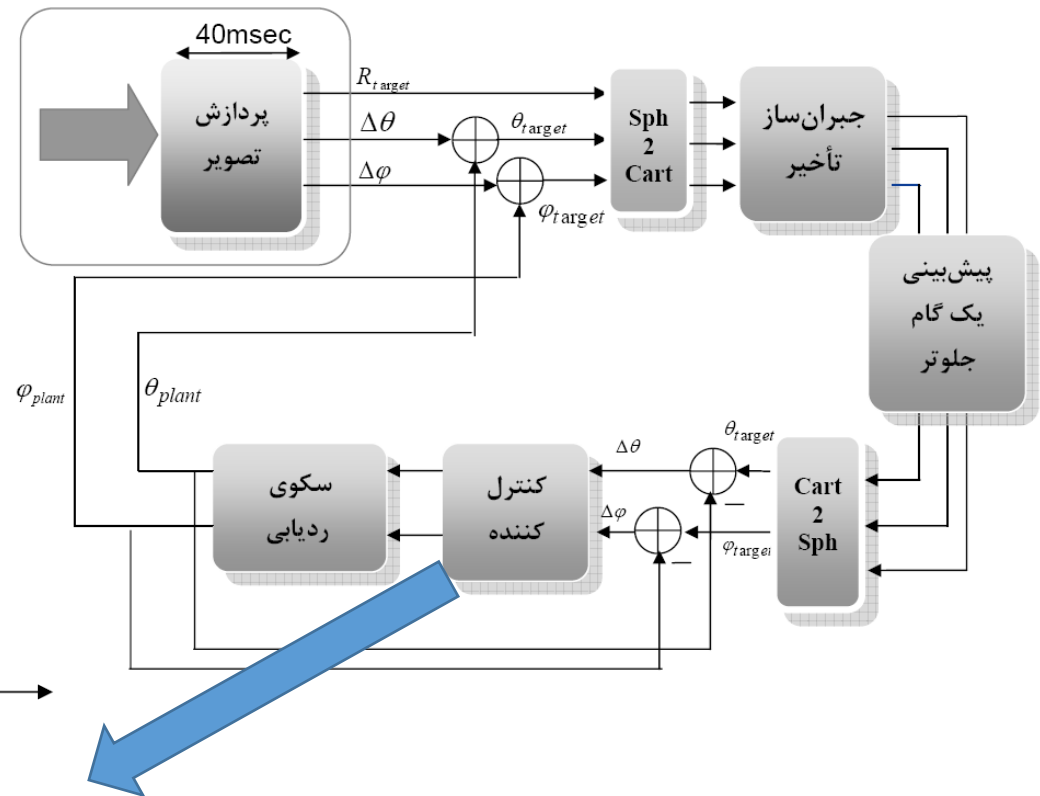 40msec
پردازش
تصویر
R_target
Δθ
Δφ
θ_target
φ_target
Sph
2
Cart
جبران‌ساز
تأخیر
پیش‌بینی
یک گام
جلوتر
φ_plant
θ_plant
سکوی
ردیابی
کنترل
کننده
Δθ
Δφ
θ_target
φ_target
Cart
2
Sph